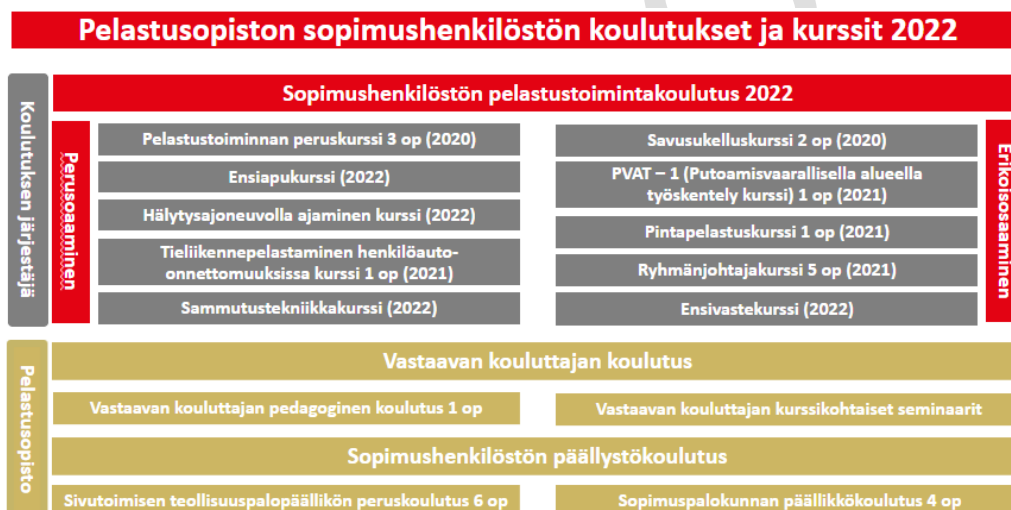 Pelastusopiston sopimushenkilöstön koulutukset ja kurssit 2022
Koulutuksen järjestäjä
Sopimushenkilöstön pelastustoimintakoulutus 2022
Perusoaaminen
Pelastustoiminnan peruskurssi 3 op (2020)
Ensiapukurssi (2022)
Hälytysajoneuvolla ajaminen kurssi (2022)
Tieliikennepelastaminen henkilöauto-
onnettomuuksissa kurssi 1 op (2021)
Sammutustekniikkakurssi (2022)
Savusukelluskurssi 2 op (2020)
PVAT – 1 (Putoamisvaarallisella alueella
työskentely kurssi) 1 op (2021)
Pintapelastuskurssi 1 op (2021)
Ryhmänjohtajakurssi 5 op (2021)
Ensivastekurssi (2022)
Erikoisosaaminen
Pelastusopisto
Vastaavan kouluttajan koulutus
Vastaavan kouluttajan pedagoginen koulutus 1 op
Vastaavan kouluttajan kurssikohtaiset seminaarit
Sopimushenkilöstön päällystökoulutus
Sivutoimisen teollisuuspalopäällikön peruskoulutus 6 op
Sopimuspalokunnan päällikkökoulutus 4 op